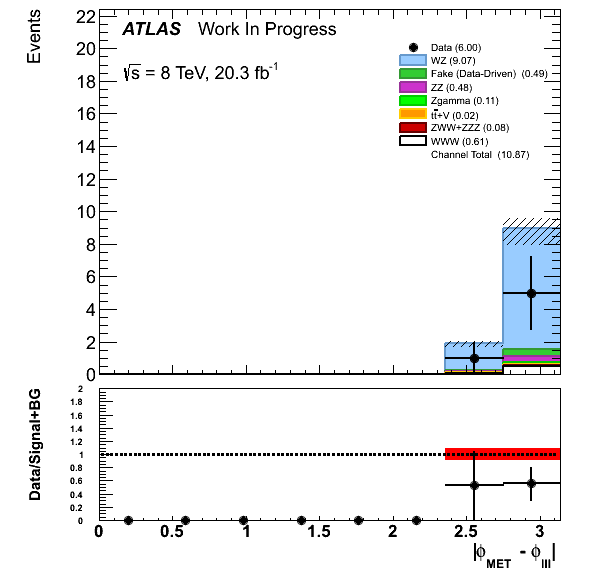 Events
ATLAS Work In Progress
√s = 8 TeV, 20.3 fb⁻¹
Data (6.00)
WZ (9.07)
Fake (Data-Driven) (0.49)
ZZ (0.48)
Zgamma (0.11)
tt̄+V (0.02)
ZWW+ZZZ (0.08)
WWW (0.61)
Channel Total (10.87)
22
20
18
16
14
12
10
8
6
4
2
0
Data/Signal+BG
2
1.8
1.6
1.4
1.2
1
0.8
0.6
0.4
0.2
0
0 0.5 1 1.5 2 2.5 3
|ϕMET - ϕlll|